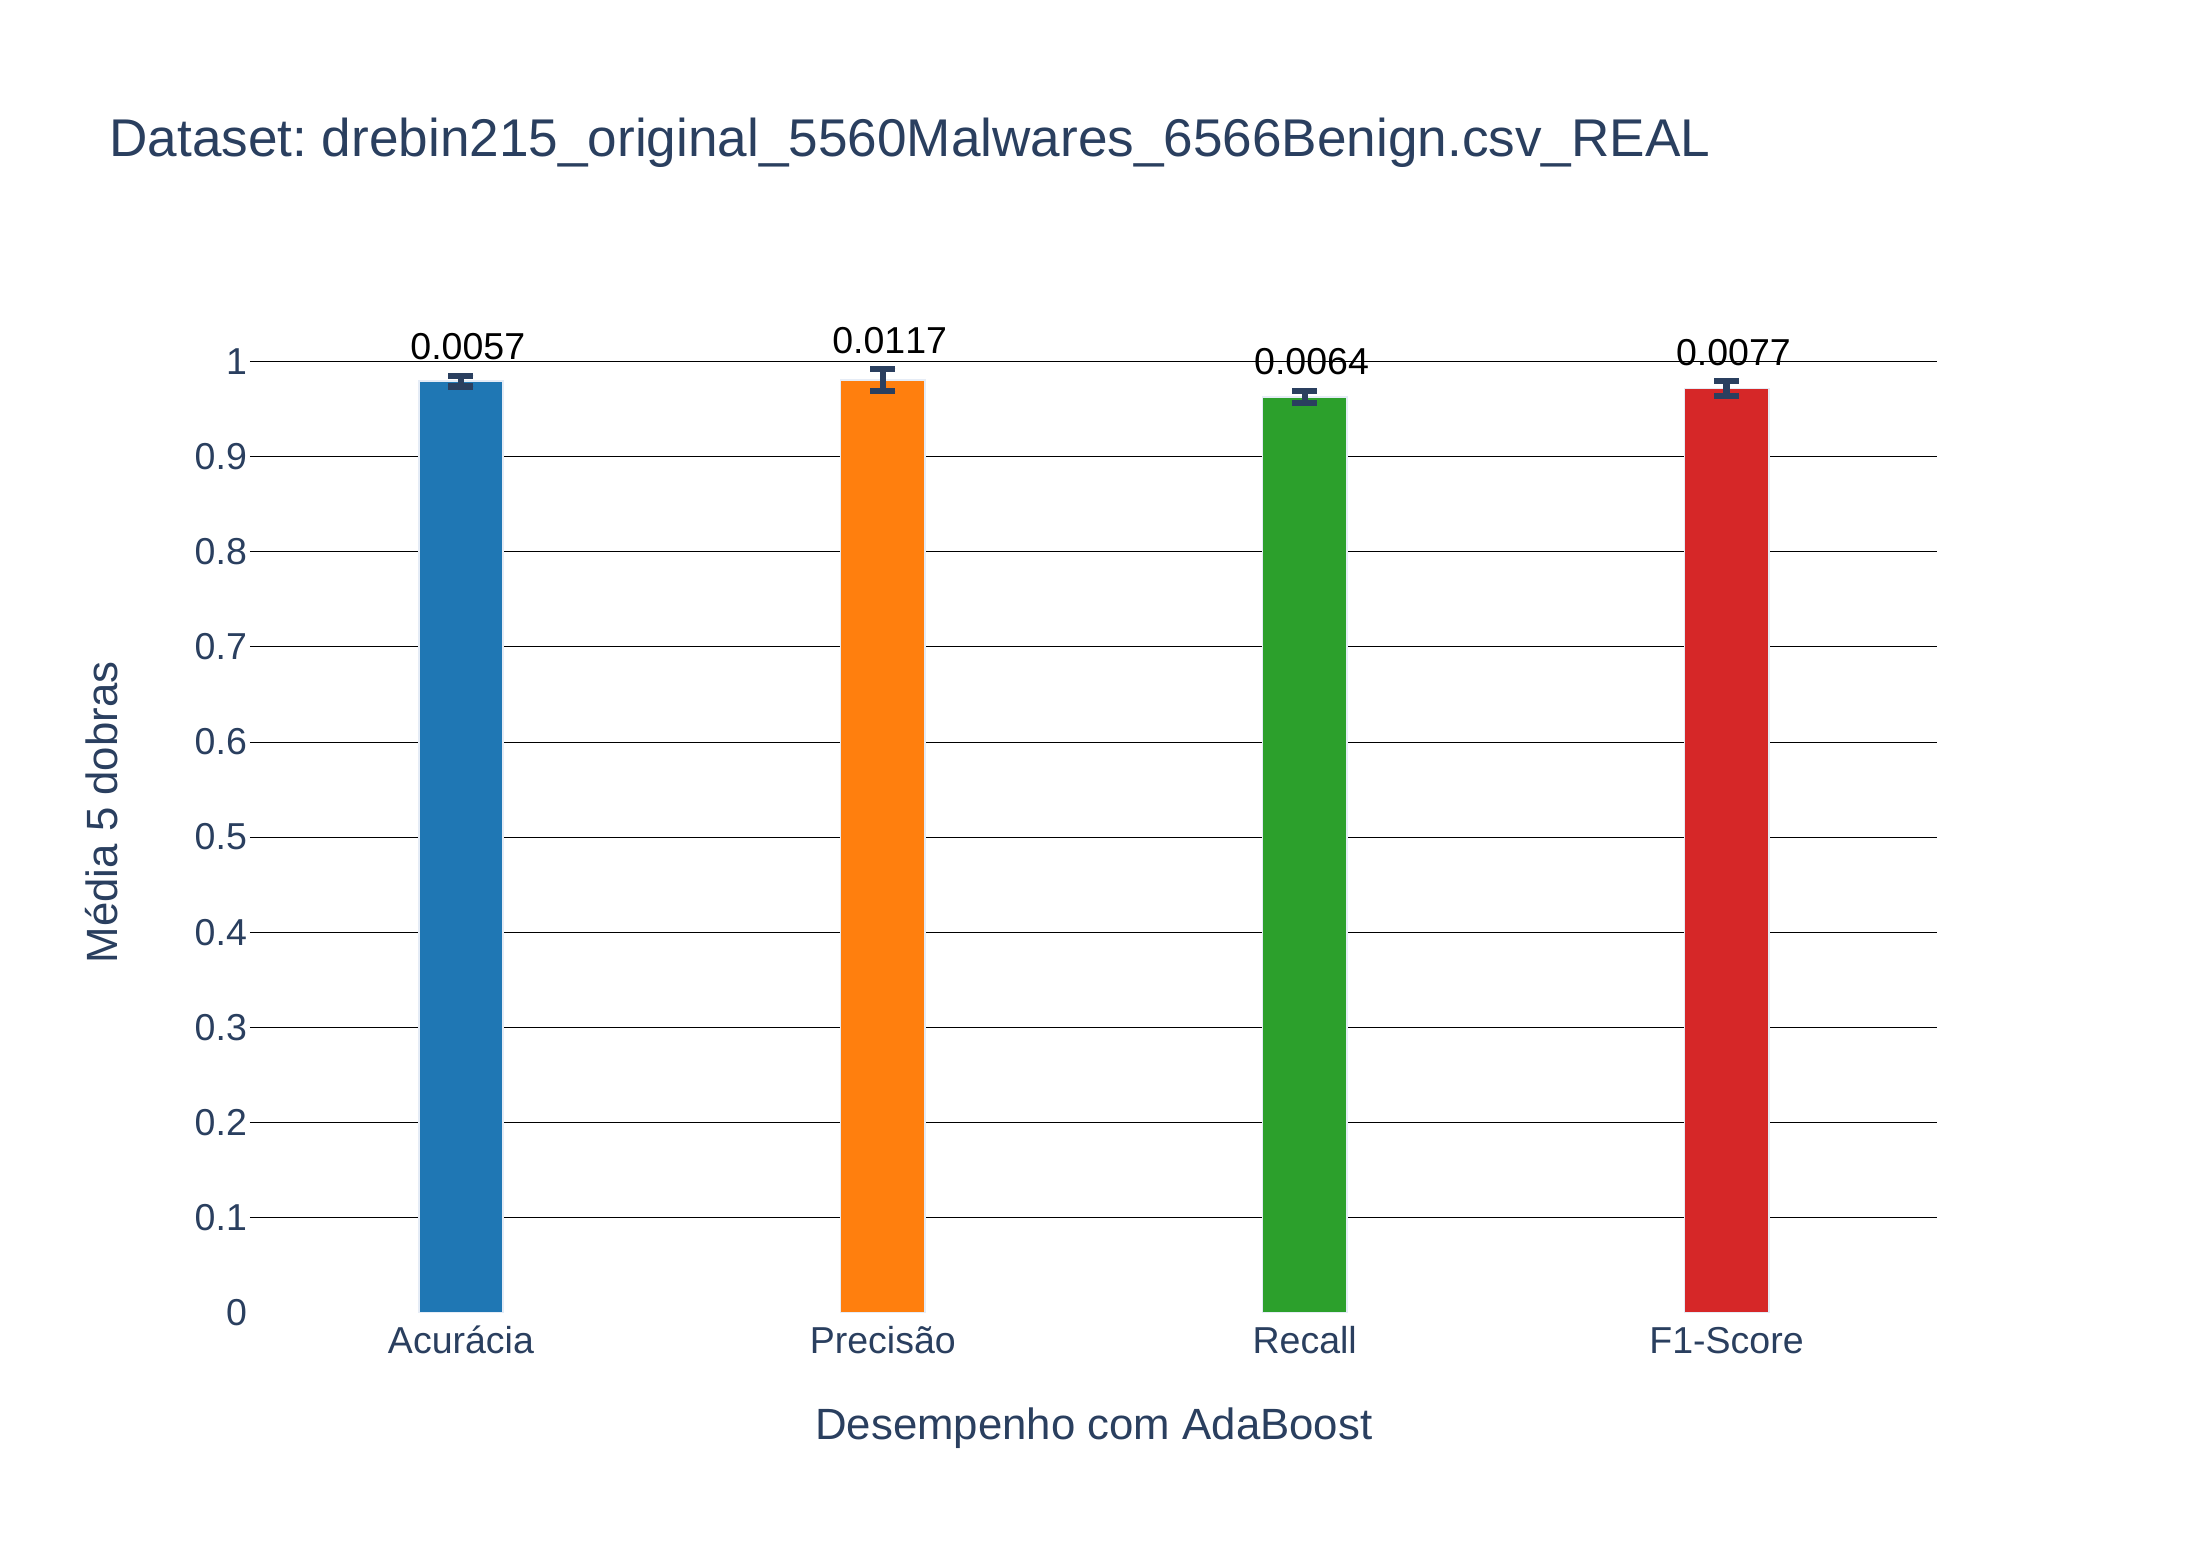 Dataset: drebin215_original_5560Malwares_6566Benign.csv_REAL
0.0057
0.0117
0.0064
0.0077
1
0.9
0.8
0.7
0.6
0.5
0.4
0.3
0.2
0.1
0
Média 5 dobras
Acurácia
Precisão
Recall
F1-Score
Desempenho com AdaBoost